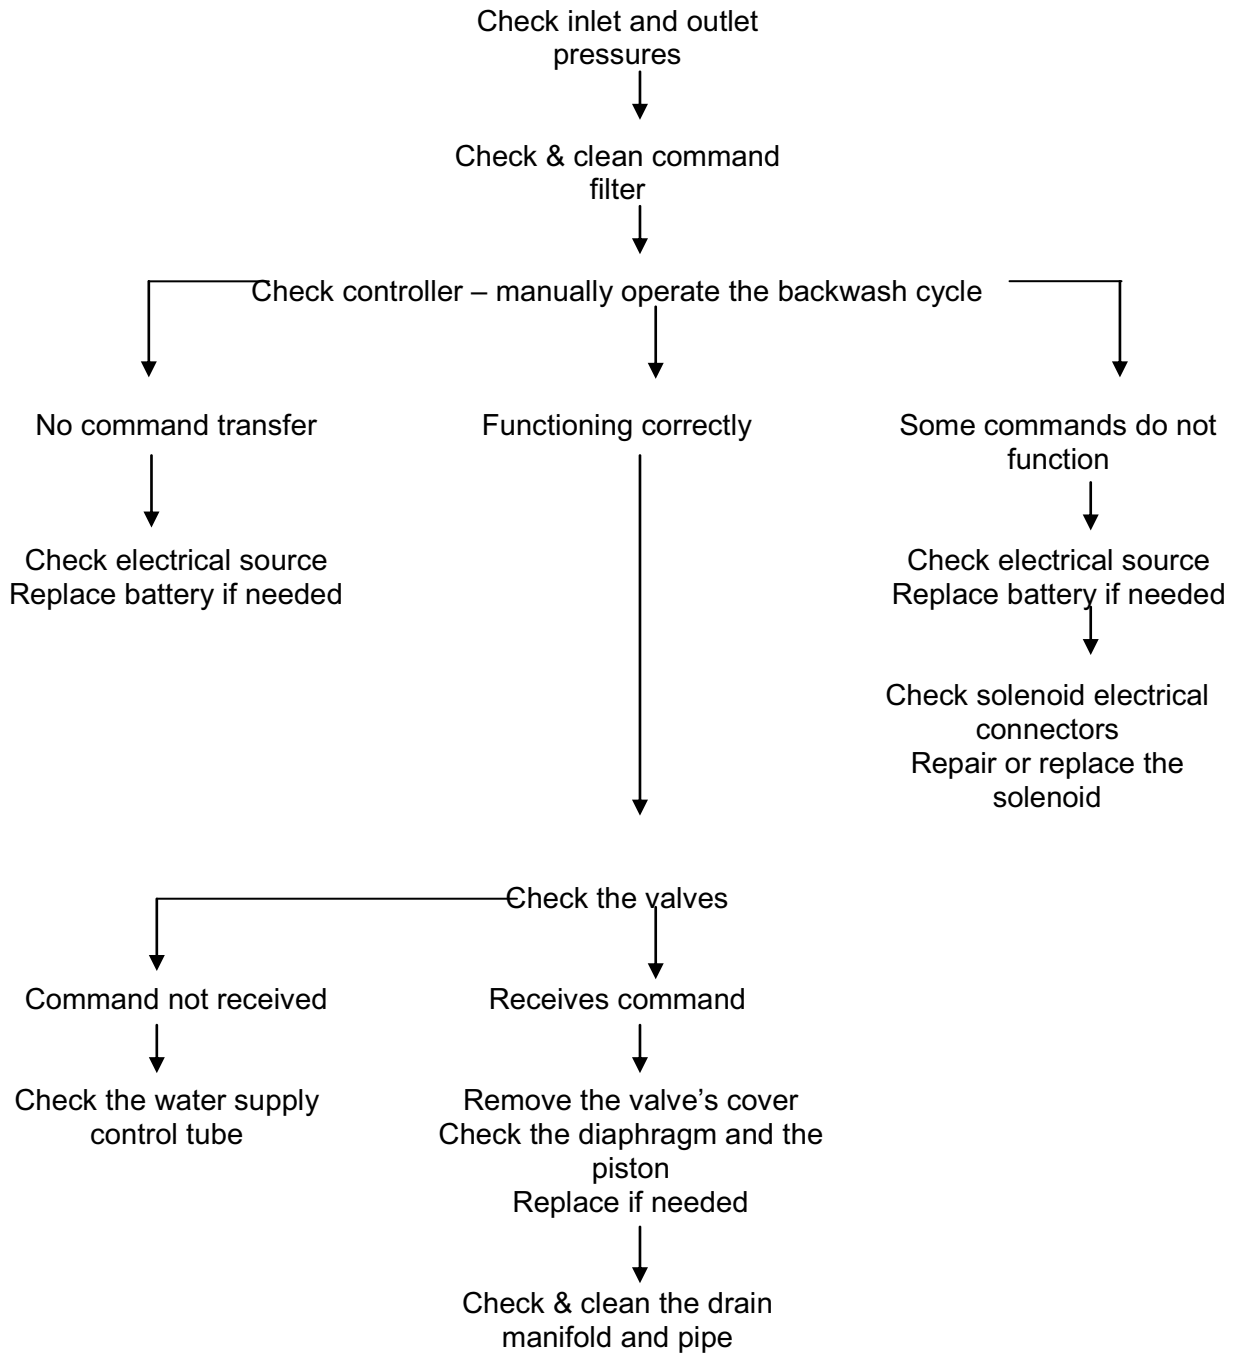 Check inlet and outlet
pressures
Check & clean command
filter
Check controller – manually operate the backwash cycle
No command transfer
Functioning correctly
Some commands do not
function
Check electrical source
Replace battery if needed
Check electrical source
Replace battery if needed
Check solenoid electrical
connectors
Repair or replace the
solenoid
Check the valves
Command not received
Receives command
Check the water supply
control tube
Remove the valve’s cover
Check the diaphragm and the
piston
Replace if needed
Check & clean the drain
manifold and pipe